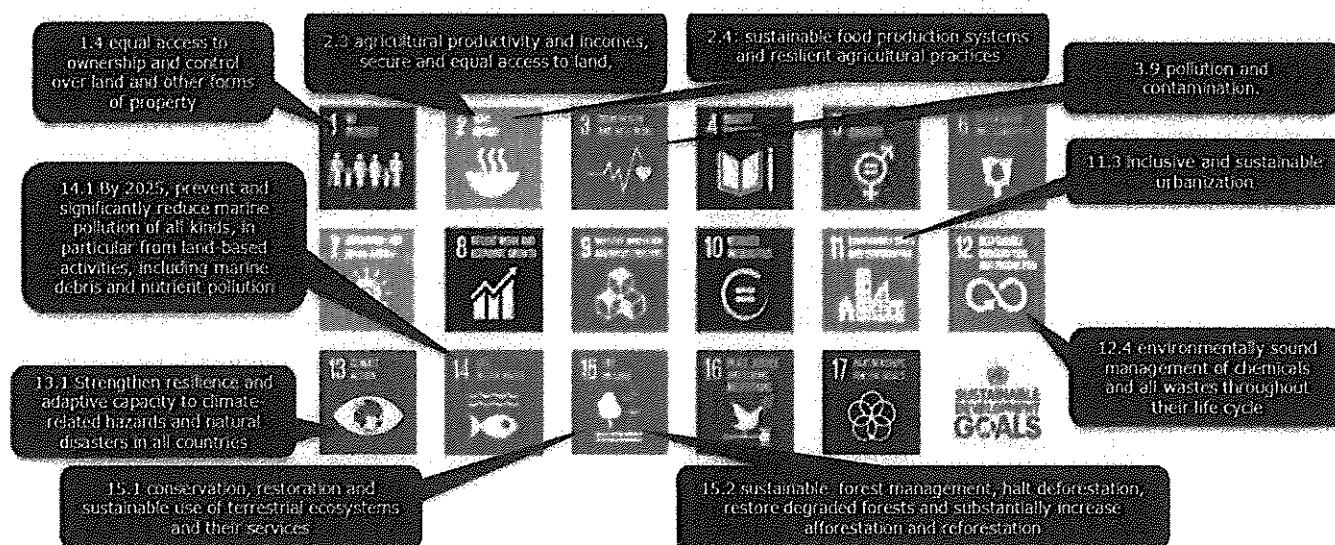 1.4 equal access to
ownership and control
over land and other forms
of property
2.3 agricultural productivity and incomes,
secure and equal access to land,
2.4. sustainable food production systems
and resilient agricultural practices
3.9 pollution and
contamination.
1
2
3
4
5
6
14.1 By 2025, prevent and
significantly reduce marine
pollution of all kinds, in
particular from land-based
activities, including marine
debris and nutrient pollution
11.3 inclusive and sustainable
urbanization
7
8
9
10
11
12
13.1 Strengthen resilience and
adaptive capacity to climate-
related hazards and natural
disasters in all countries
13
14
15
16
17
SUSTAINABLE
DEVELOPMENT
GOALS
12.4 environmentally sound
management of chemicals
and all wastes throughout
their life cycle
15.1 conservation, restoration and
sustainable use of terrestrial ecosystems
and their services
15.2 sustainable forest management, halt deforestation,
restore degraded forests and substantially increase
afforestation and reforestation